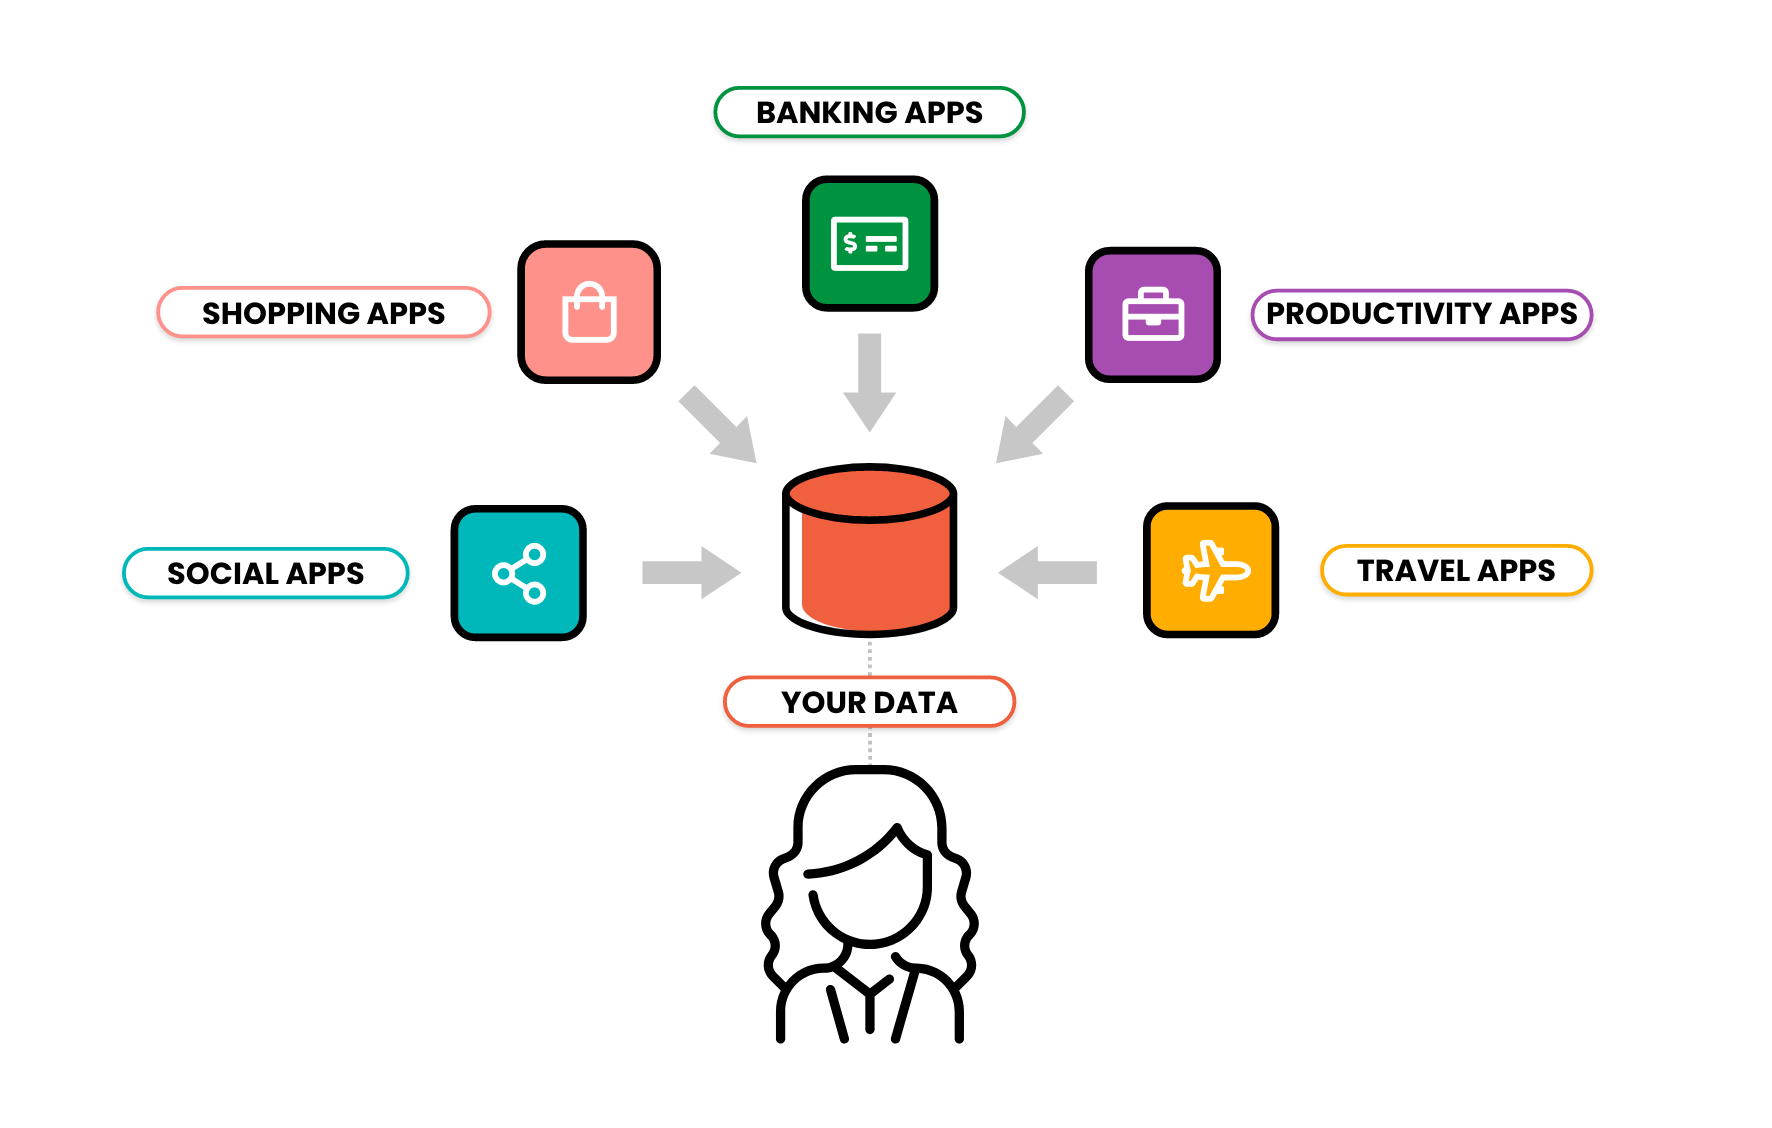 BANKING APPS
SHOPPING APPS
$
PRODUCTIVITY APPS
SOCIAL APPS
TRAVEL APPS
YOUR DATA